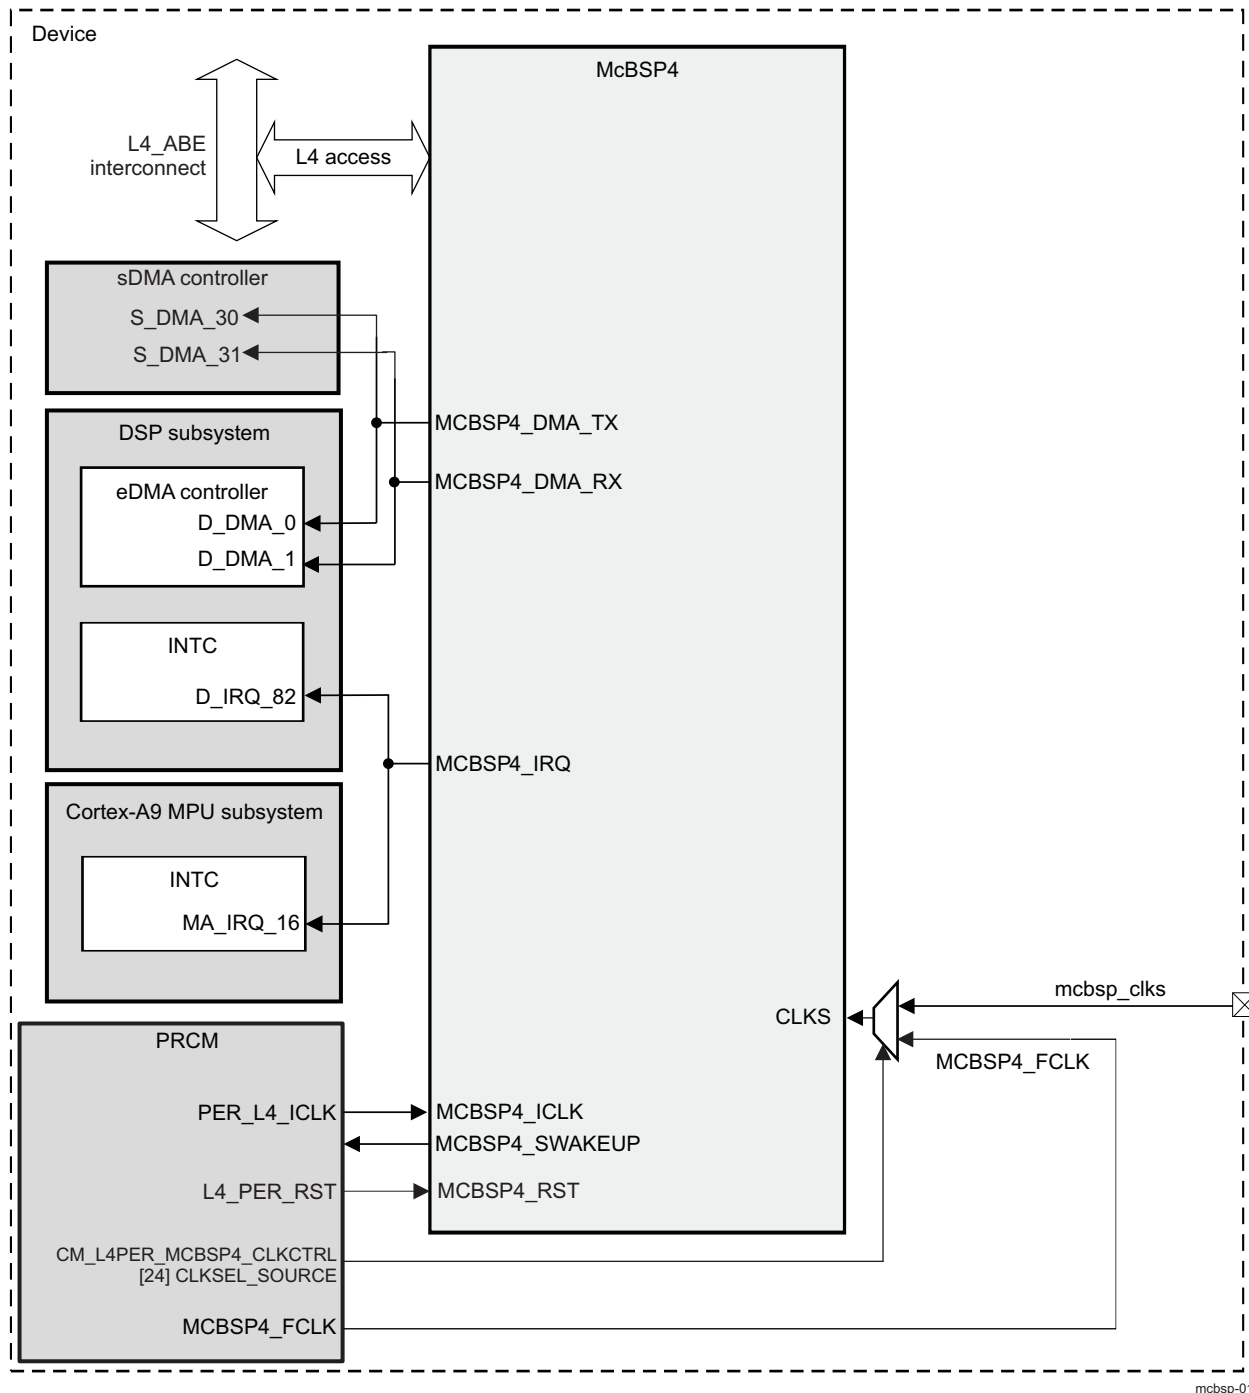 Device
McBSP4
L4_ABE
interconnect
L4 access
sDMA controller
S_DMA_30
S_DMA_31
MCBSP4_DMA_TX
DSP subsystem
MCBSP4_DMA_RX
eDMA controller
D_DMA_0
D_DMA_1
INTC
D_IRQ_82
MCBSP4_IRQ
Cortex-A9 MPU subsystem
INTC
MA_IRQ_16
mcbsp_clks
CLKS
PRCM
MCBSP4_FCLK
PER_L4_ICLK
MCBSP4_ICLK
MCBSP4_SWAKEUP
L4_PER_RST
MCBSP4_RST
CM_L4PER_MCBSP4_CLKCTRL
[24] CLKSEL_SOURCE
MCBSP4_FCLK